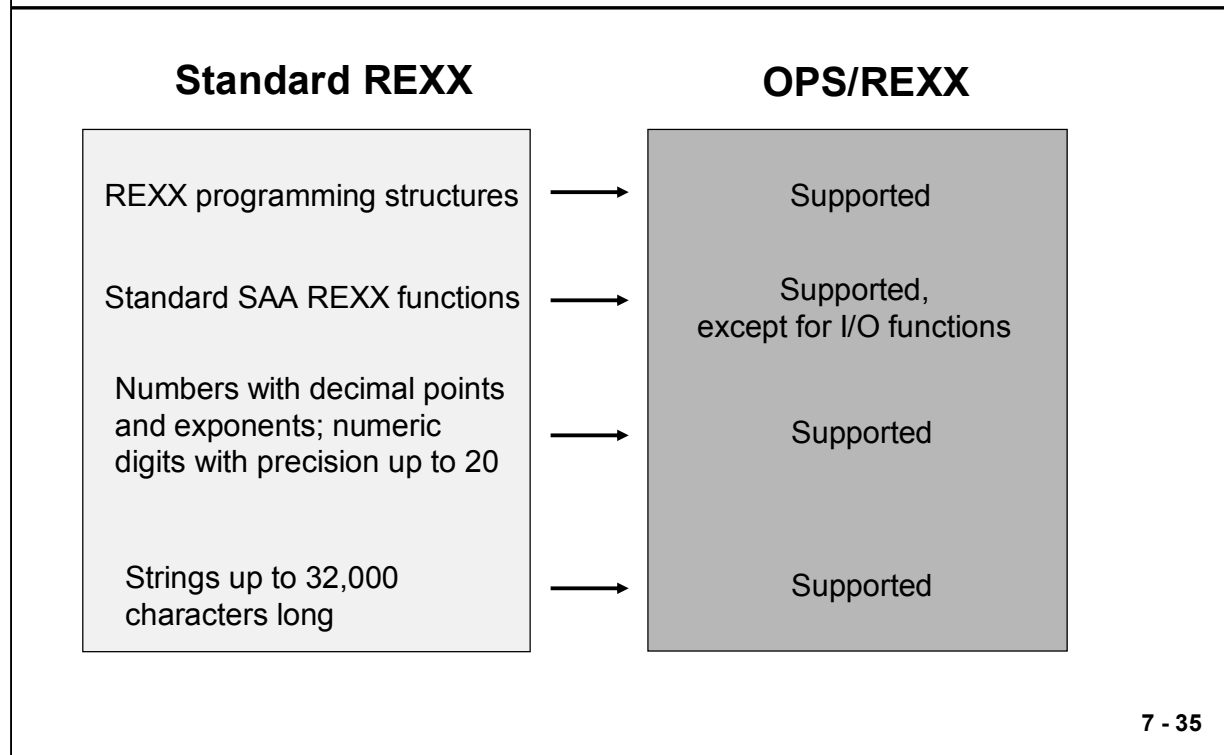 Standard REXX
OPS/REXX
REXX programming structures
Supported
Standard SAA REXX functions
Supported,
except for I/O functions
Numbers with decimal points
and exponents; numeric
digits with precision up to 20
Supported
Strings up to 32,000
characters long
Supported
7 - 35